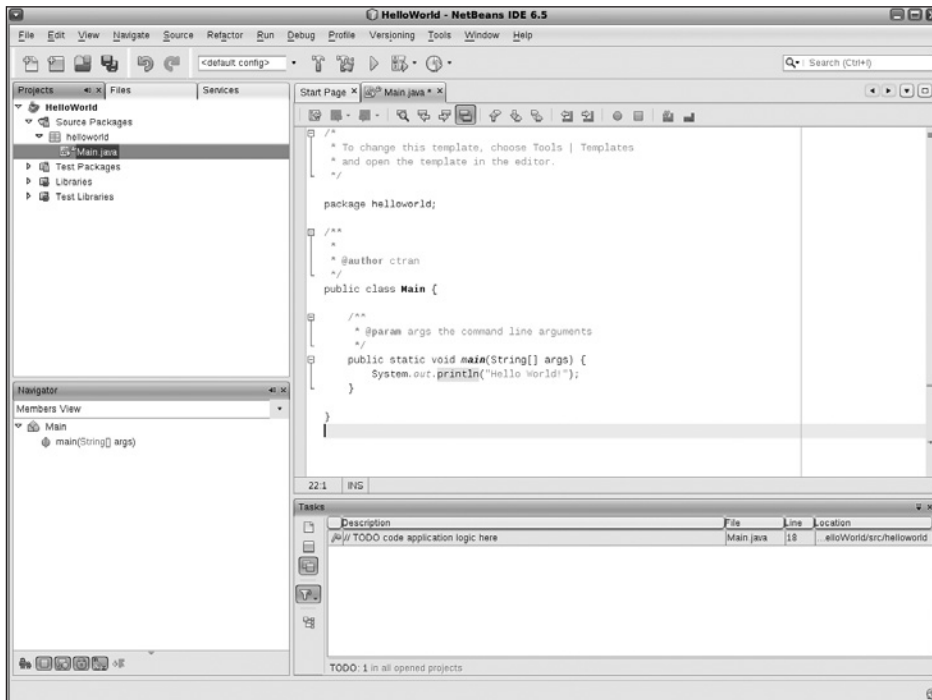 HelloWorld - NetBeans IDE 6.5
File Edit View Navigate Source Refactor Run Debug Profile Versioning Tools Window Help
<default config>
Search (Ctrl+I)
Projects Files Services
HelloWorld
Source Packages
helloworld
Main.java
Test Packages
Libraries
Test Libraries
Navigator
Members View
Main
main(String[] args)
Start Page Main.java *
/*
* To change this template, choose Tools | Templates
* and open the template in the editor.
*/
package helloworld;
/**
*
* @author ctran
*/
public class Main {
/**
* @param args the command line arguments
*/
public static void main(String[] args) {
System.out.println("Hello World!");
}
}
22:1 INS
Tasks
Description File Line Location
// TODO code application logic here Main.java 18 ...elloWorld/src/helloworld
TODO: 1 in all opened projects